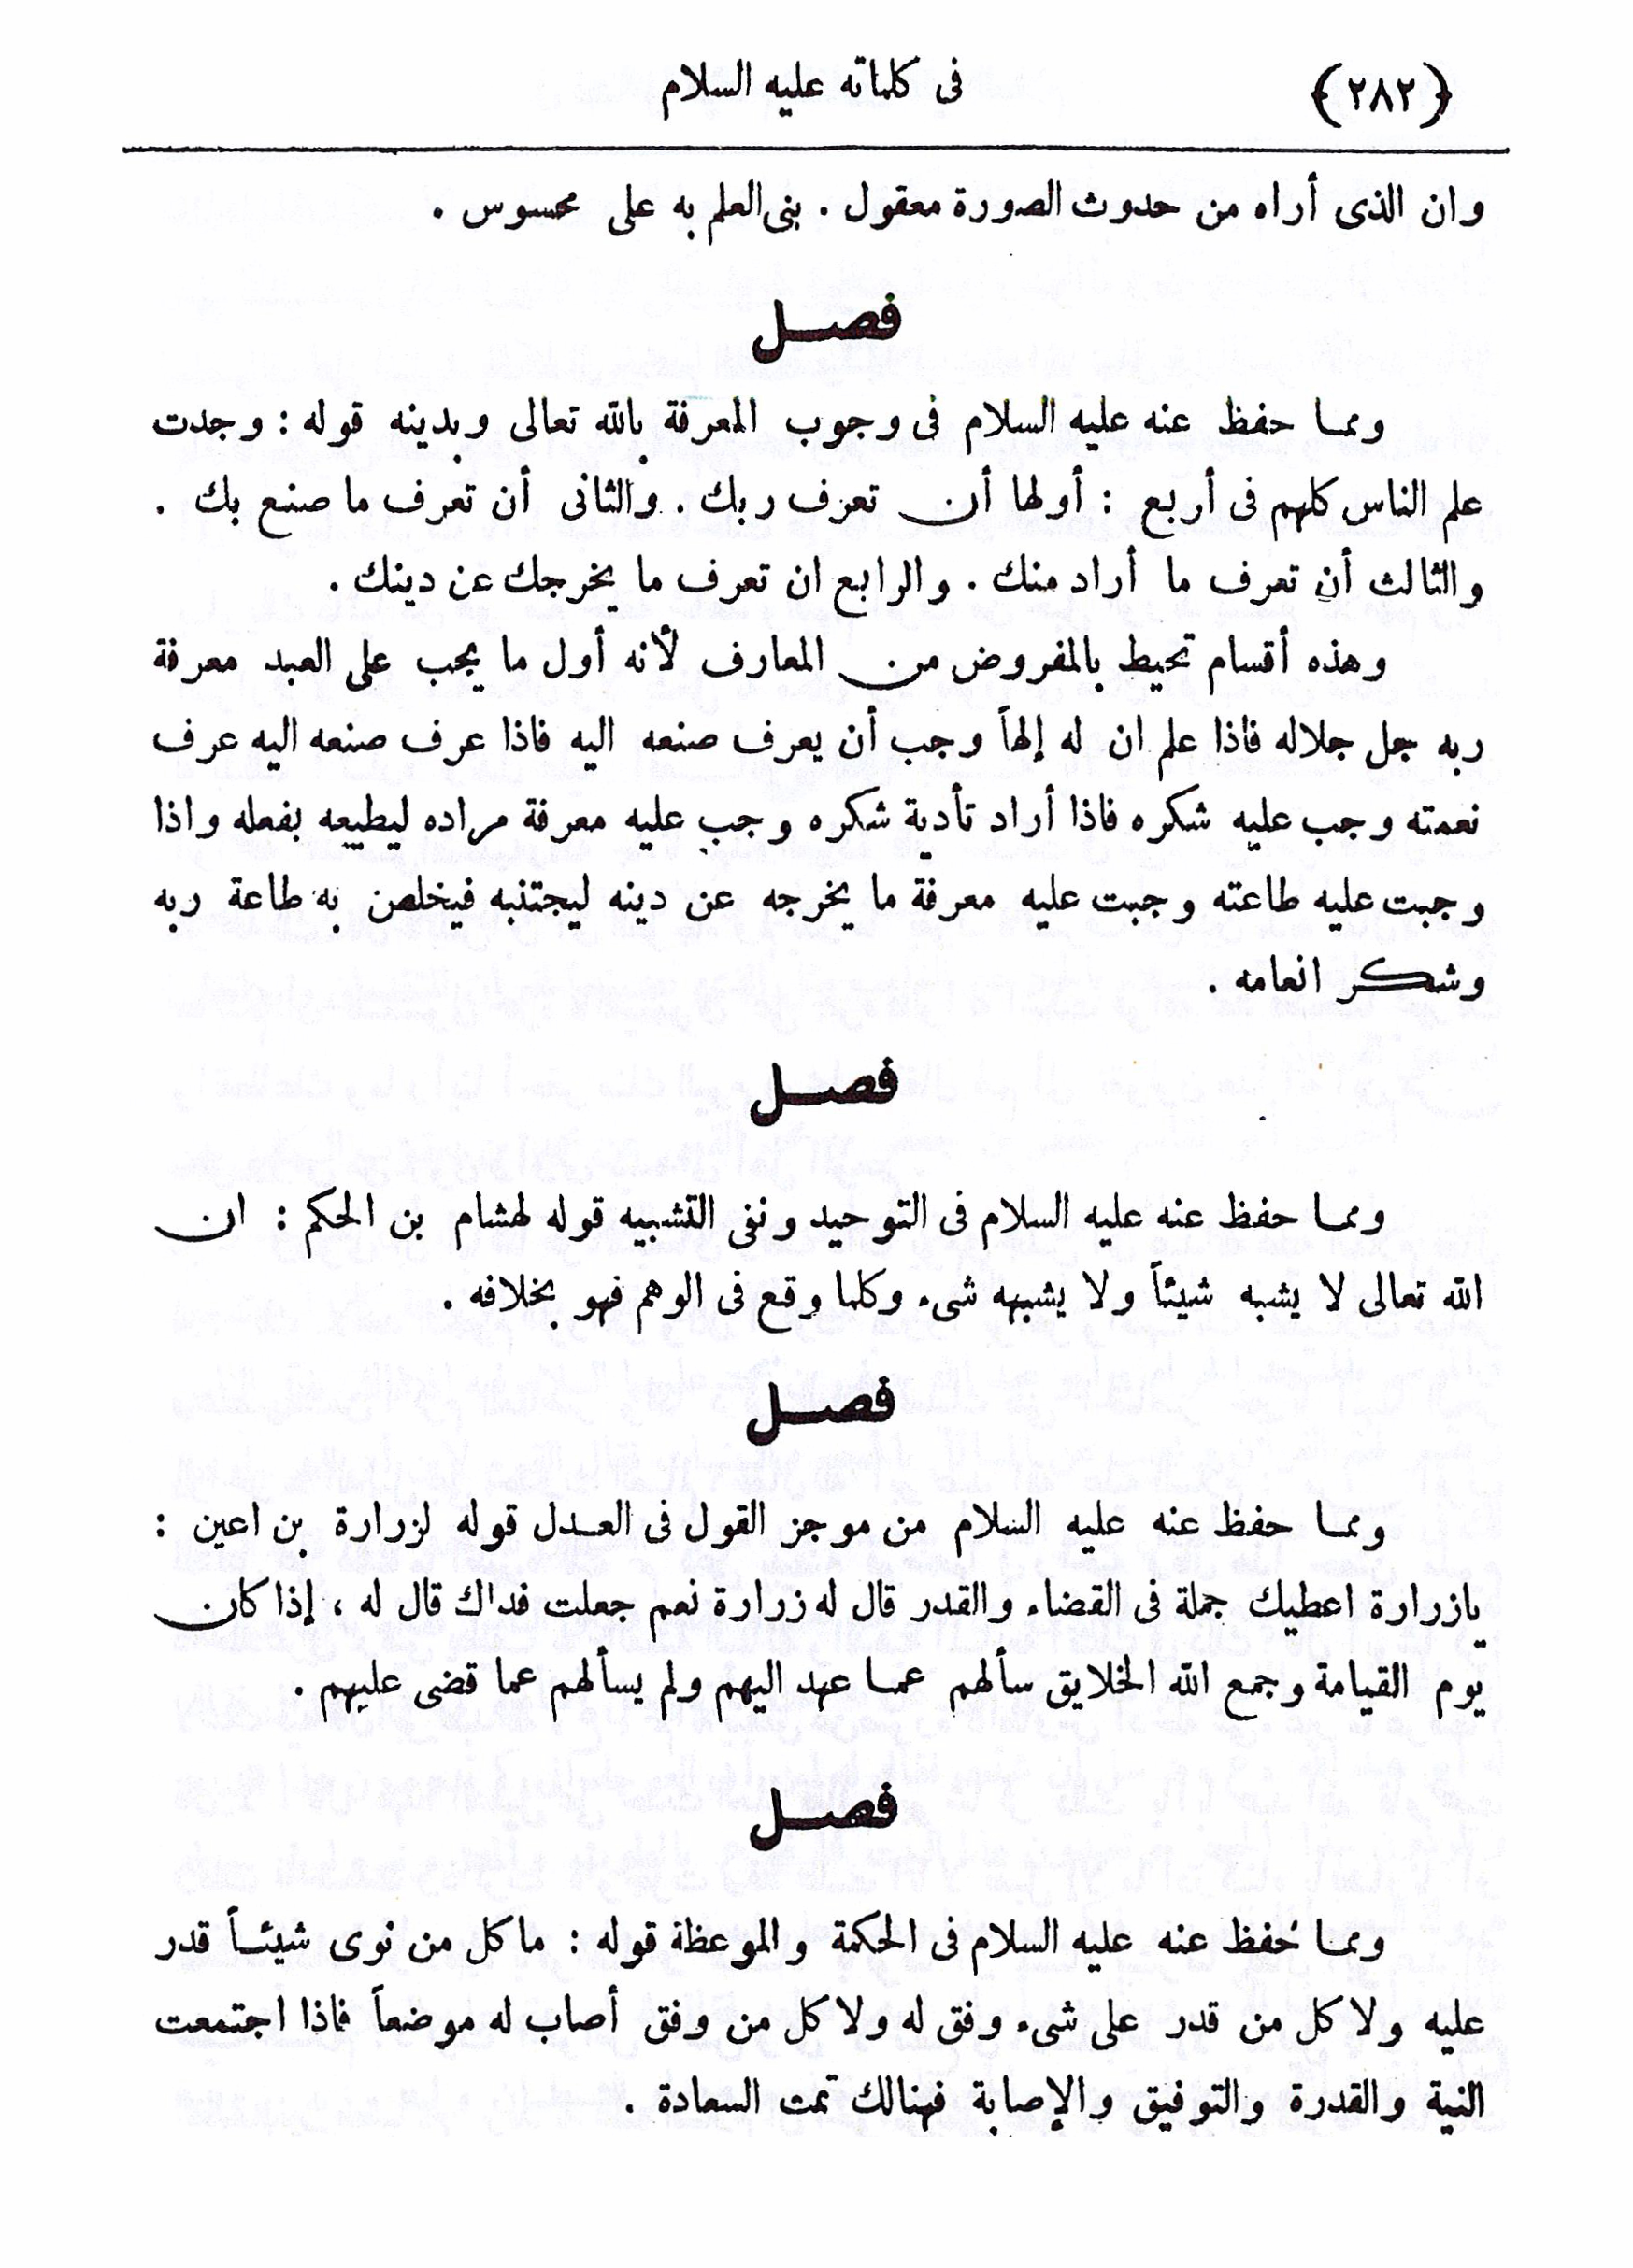 ﴿٢٨٢﴾ فى كلماته عليه السلام
وان الذى أراه من حدوث الصورة معقول . بنى العلم به على محسوس .
فصـــل
ومما حفظ عنه عليه السلام فى وجوب المعرفة بالله تعالى وبدينه قوله : وجدت
علم الناس كلهم فى أربع : أولها أن تعرف ربك . والثانى أن تعرف ما صنع بك .
والثالث أن تعرف ما أراد منك . والرابع ان تعرف ما يخرجك عن دينك .
وهذه أقسام تحيط بالمفروض من المعارف لأنه أول ما يجب على العبد معرفة
ربه جل جلاله فاذا علم ان له إلهاً وجب أن يعرف صنعه اليه فاذا عرف صنعه اليه عرف
نعمته وجب عليه شكره فاذا أراد تأدية شكره وجب عليه معرفة مراده ليطيعه بفعله واذا
وجبت عليه طاعته وجبت عليه معرفة ما يخرجه عن دينه ليجتنبه فيخلص به طاعة ربه
وشكر انعامه .
فصـــل
ومما حفظ عنه عليه السلام فى التوحيد ونفى التشبيه قوله لهشام بن الحكم : ان
الله تعالى لا يشبه شيئاً ولا يشبهه شىء وكلما وقع فى الوهم فهو بخلافه .
فصـــل
ومما حفظ عنه عليه السلام من موجز القول فى العـدل قوله لزرارة بن اعين :
يازرارة اعطيك جملة فى القضاء والقدر قال له زرارة نعم جعلت فداك قال له ، إذا كان
يوم القيامة وجمع الله الخلايق سألهم عمـا عهد اليهم ولم يسألهم عما قضى عليهم .
فصـــل
ومما حُفظ عنه عليه السلام فى الحكمة والموعظة قوله : ما كل من نوى شيئـاً قدر
عليه ولا كل من قدر على شىء وفق له ولا كل من وفق أصاب له موضعاً فاذا اجتمعت
النية والقدرة والتوفيق والإصابة فهنالك تمت السعادة .